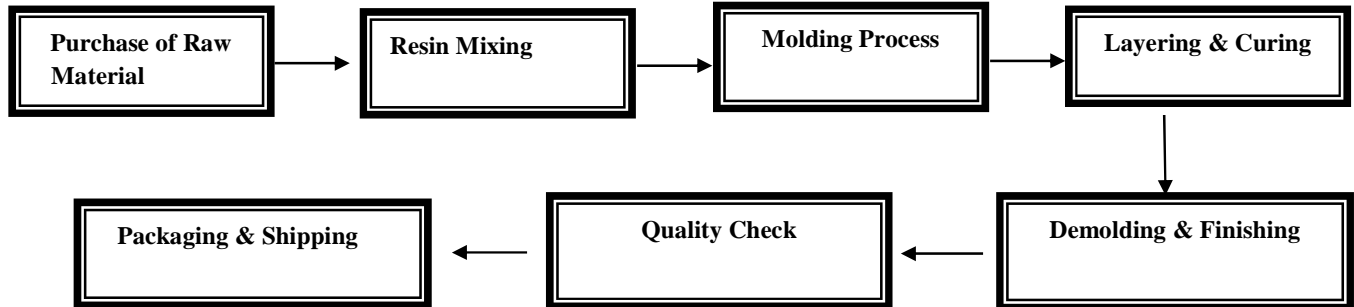 Purchase of Raw
Material
Resin Mixing
Molding Process
Layering & Curing
Demolding & Finishing
Quality Check
Packaging & Shipping